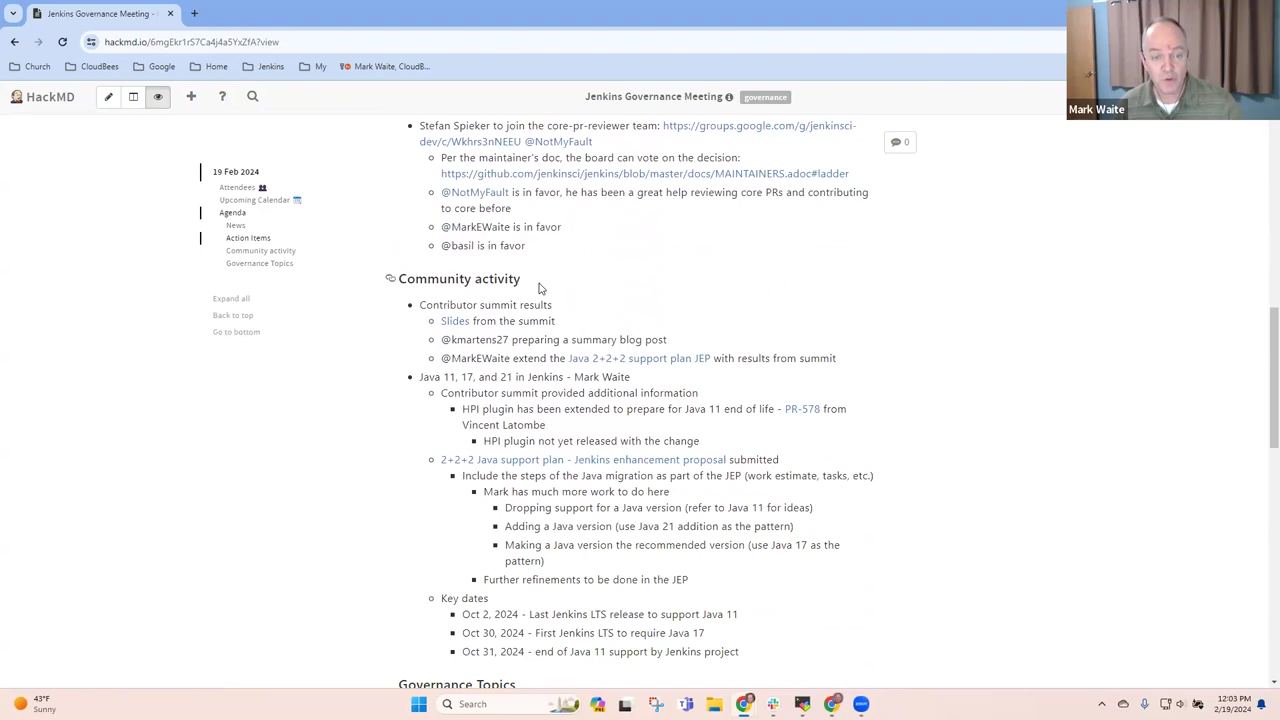 Jenkins Governance Meeting -
hackmd.io/6mgEkr1rS7Ca4j4a5YxZfA?view
Church CloudBees Google Home Jenkins My Mark Waite, CloudB...
HackMD
Jenkins Governance Meeting governance
Mark Waite
0
19 Feb 2024
Attendees
Upcoming Calendar
Agenda
News
Action Items
Community activity
Governance Topics
Expand all
Back to top
Go to bottom
Stefan Spieker to join the core-pr-reviewer team: https://groups.google.com/g/jenkinsci-
dev/c/Wkhrs3nNEEU @NotMyFault
Per the maintainer's doc, the board can vote on the decision:
https://github.com/jenkinsci/jenkins/blob/master/docs/MAINTAINERS.adoc#ladder
@NotMyFault is in favor, he has been a great help reviewing core PRs and contributing
to core before
@MarkEWaite is in favor
@basil is in favor
Community activity
Contributor summit results
Slides from the summit
@kmartens27 preparing a summary blog post
@MarkEWaite extend the Java 2+2+2 support plan JEP with results from summit
Java 11, 17, and 21 in Jenkins - Mark Waite
Contributor summit provided additional information
HPI plugin has been extended to prepare for Java 11 end of life - PR-578 from
Vincent Latombe
HPI plugin not yet released with the change
2+2+2 Java support plan - Jenkins enhancement proposal submitted
Include the steps of the Java migration as part of the JEP (work estimate, tasks, etc.)
Mark has much more work to do here
Dropping support for a Java version (refer to Java 11 for ideas)
Adding a Java version (use Java 21 addition as the pattern)
Making a Java version the recommended version (use Java 17 as the
pattern)
Further refinements to be done in the JEP
Key dates
Oct 2, 2024 - Last Jenkins LTS release to support Java 11
Oct 30, 2024 - First Jenkins LTS to require Java 17
Oct 31, 2024 - end of Java 11 support by Jenkins project
Governance Topics
43°F
Sunny
Search
12:03 PM
2/19/2024